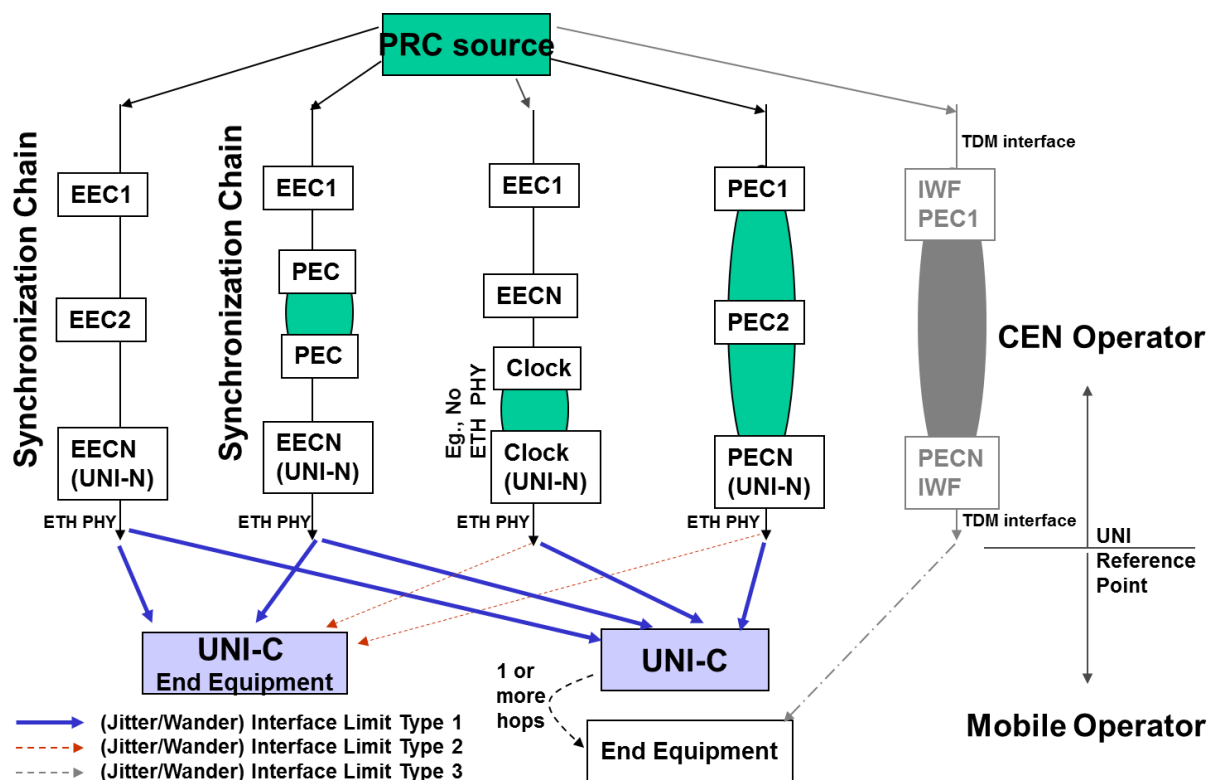 PRC source
Synchronization Chain
EEC1
EEC2
EECN
(UNI-N)
ETH PHY
Synchronization Chain
EEC1
PEC
PEC
EECN
(UNI-N)
ETH PHY
EEC1
EECN
Clock
Eg., No
ETH PHY
Clock
(UNI-N)
ETH PHY
PEC1
PEC2
PECN
(UNI-N)
ETH PHY
TDM interface
IWF
PEC1
PECN
IWF
TDM interface
CEN Operator
UNI
Reference
Point
Mobile Operator
UNI-C
End Equipment
UNI-C
1 or
more
hops
End Equipment
(Jitter/Wander) Interface Limit Type 1
(Jitter/Wander) Interface Limit Type 2
(Jitter/Wander) Interface Limit Type 3